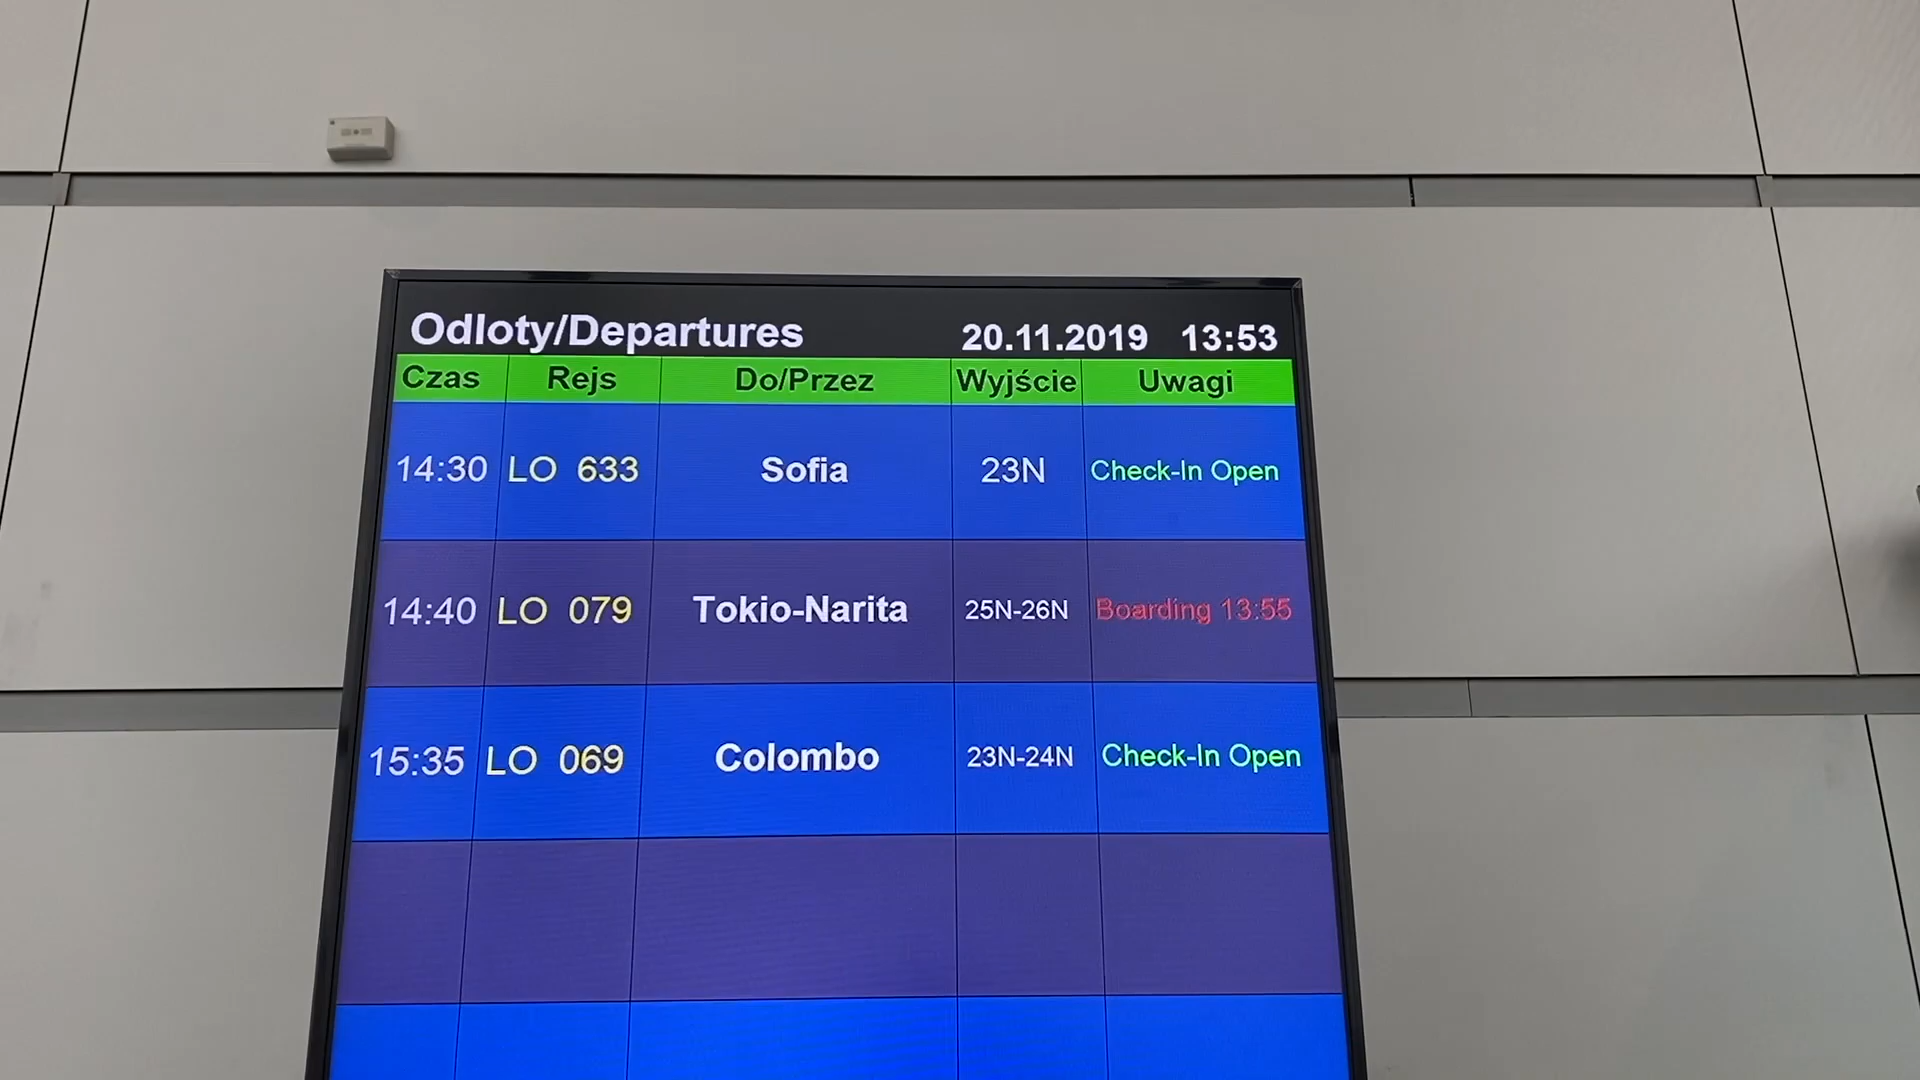 Odloty/Departures 20.11.2019 13:53
Czas Rejs Do/Przez Wyjście Uwagi
14:30 LO 633 Sofia 23N Check-In Open
14:40 LO 079 Tokio-Narita 25N-26N Boarding 13:55
15:35 LO 069 Colombo 23N-24N Check-In Open